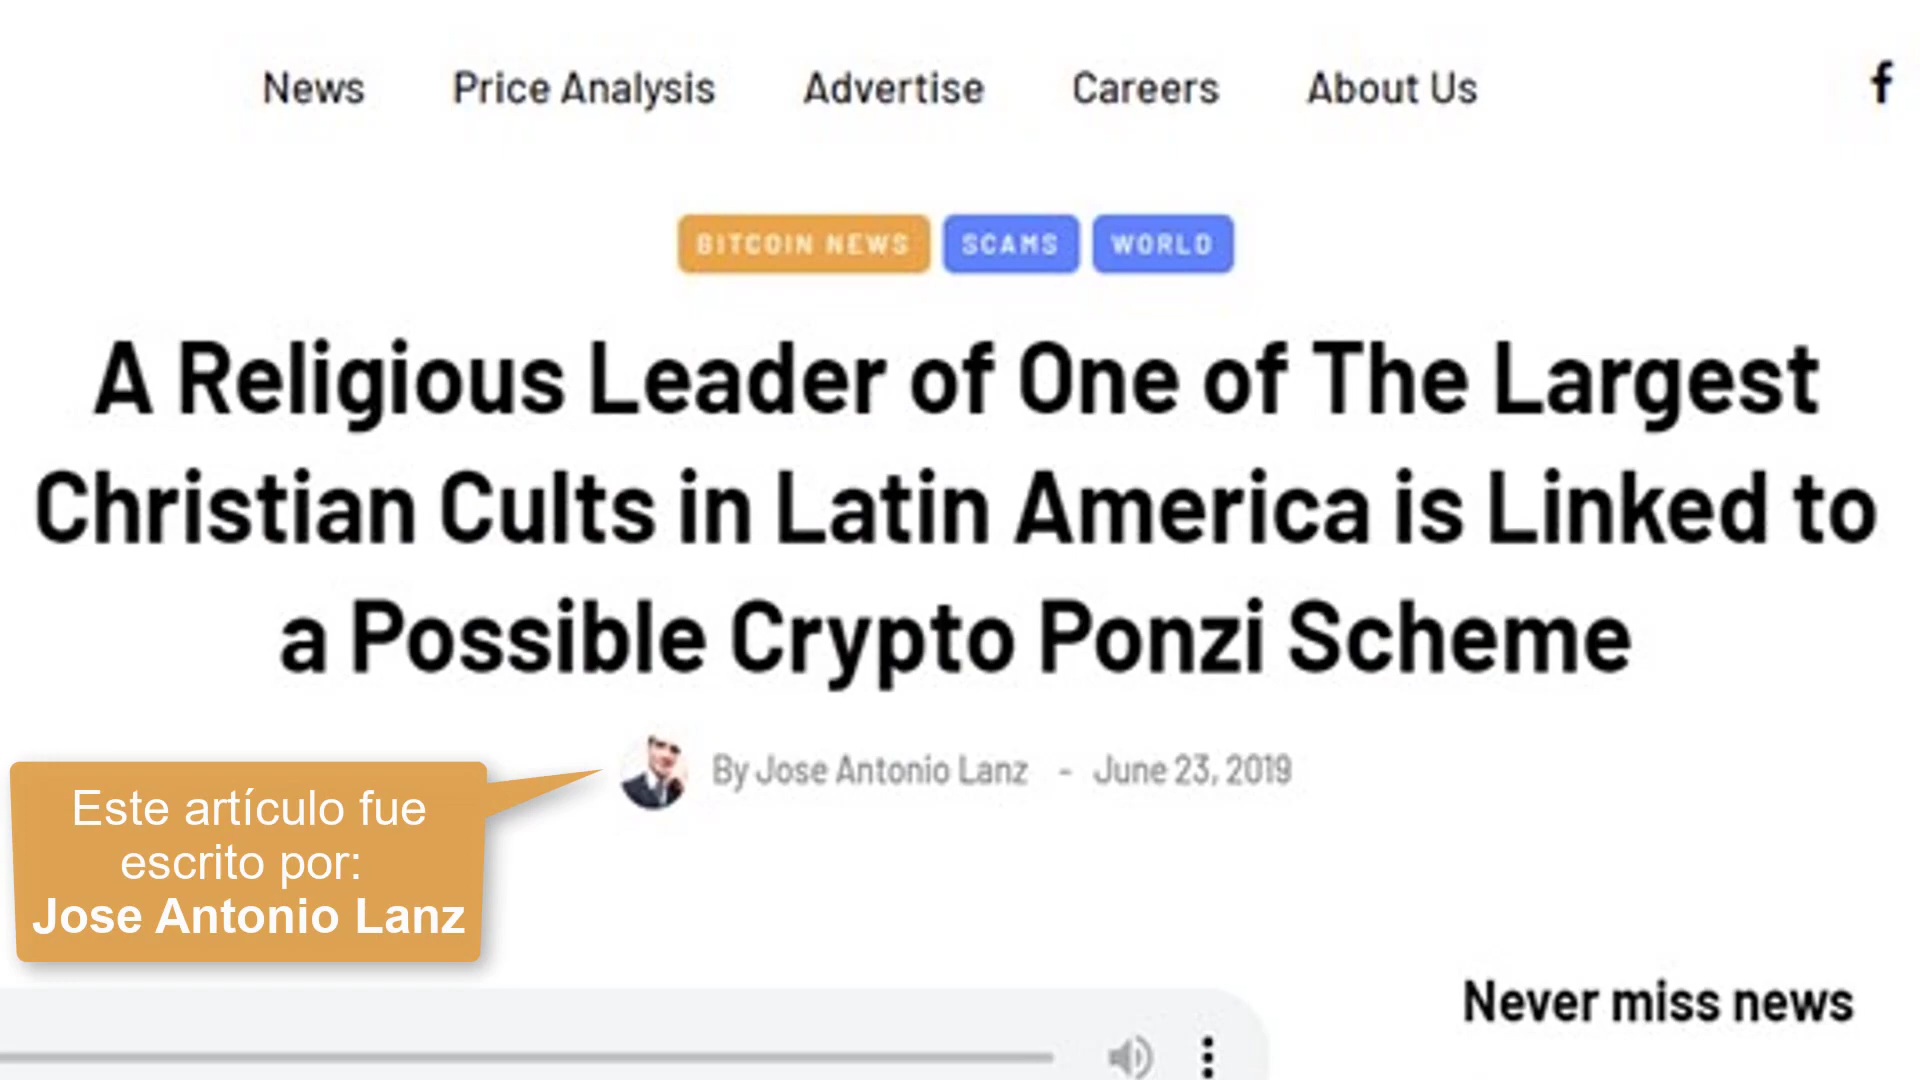 News Price Analysis Advertise Careers About Us f
BITCOIN NEWS SCAMS WORLD
A Religious Leader of One of The Largest
Christian Cults in Latin America is Linked to
a Possible Crypto Ponzi Scheme
By Jose Antonio Lanz - June 23, 2019
Este artículo fue
escrito por:
Jose Antonio Lanz
Never miss news